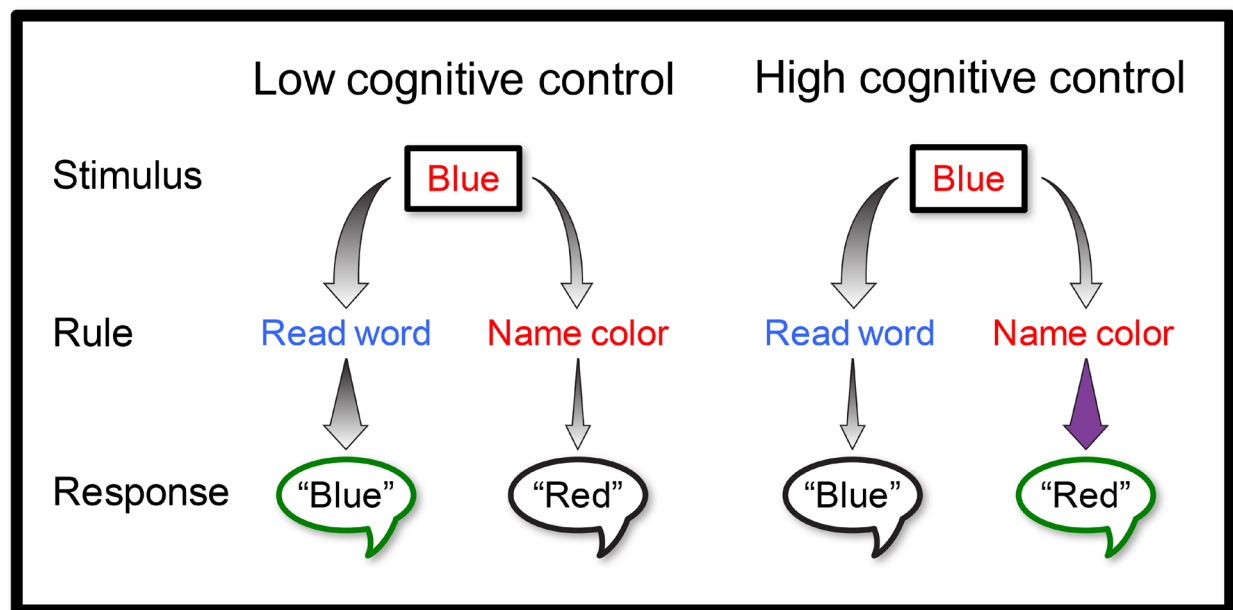 Low cognitive control
High cognitive control
Stimulus
Blue
Blue
Rule
Read word
Name color
Read word
Name color
Response
“Blue”
“Red”
“Blue”
“Red”